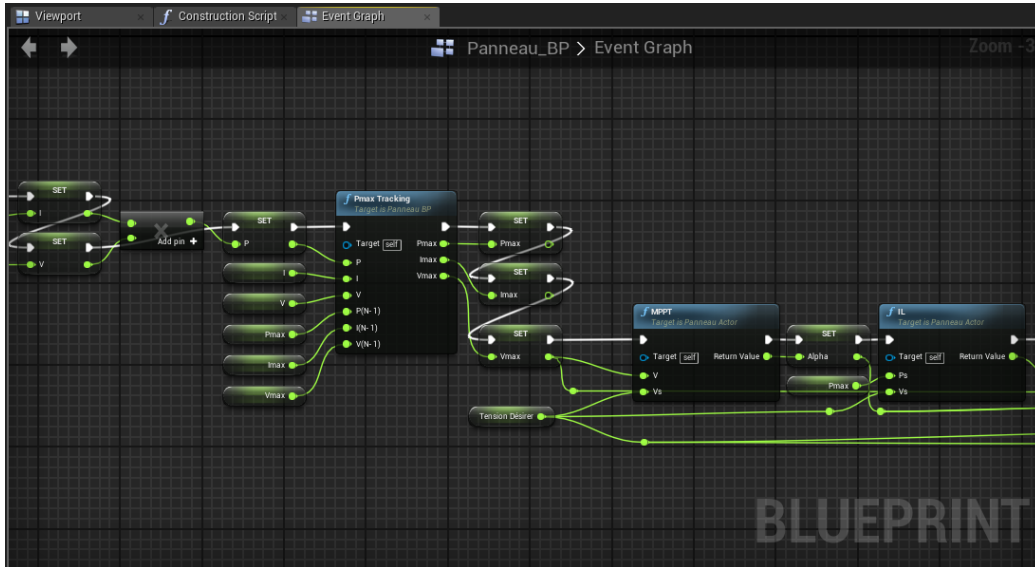 Viewport
Construction Script
Event Graph
Panneau_BP > Event Graph
Zoom -3
SET
I
SET
V
Add pin +
SET
P
I
V
Pmax
Imax
Vmax
f Pmax Tracking
Target is Panneau BP
Target self
P
I
V
P(N- 1)
I(N- 1)
V(N- 1)
Pmax
Imax
Vmax
SET
Pmax
SET
Imax
SET
Vmax
Tension Désirer
f MPPT
Target is Panneau Actor
Target self
Return Value
V
Vs
SET
Alpha
Pmax
f IL
Target is Panneau Actor
Target self
Return Value
Ps
Vs
BLUEPRINT